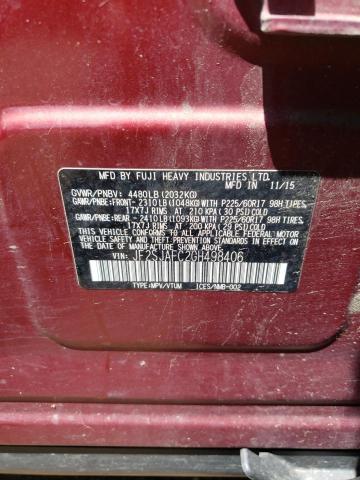 MFD BY FUJI HEAVY INDUSTRIES LTD.
MFD.IN 11/15
GVWR/PNBV: 4480LB(2032KG)
GAWR/PNBE:FRONT- 2310LB(1048KG)WITH P225/60R17 98H TIRES,
17X7J RIMS AT 210 KPA(30 PSI)COLD
GAWR/PNBE:REAR -2410LB(1093KG)WITH P225/60R17 98H TIRES,
17X7J RIMS AT 200 KPA(29 PSI)COLD
THIS VEHICLE CONFORMS TO ALL APPLICABLE
FEDERAL MOTOR VEHICLE SAFETY AND BUMPER
STANDARDS IN EFFECT ON THE DATE OF
MANUFACTURE SHOWN ABOVE.
VIN: JF2SJAFC2GH498406
TYPE:MPV/VTUM ICES/NMB-002